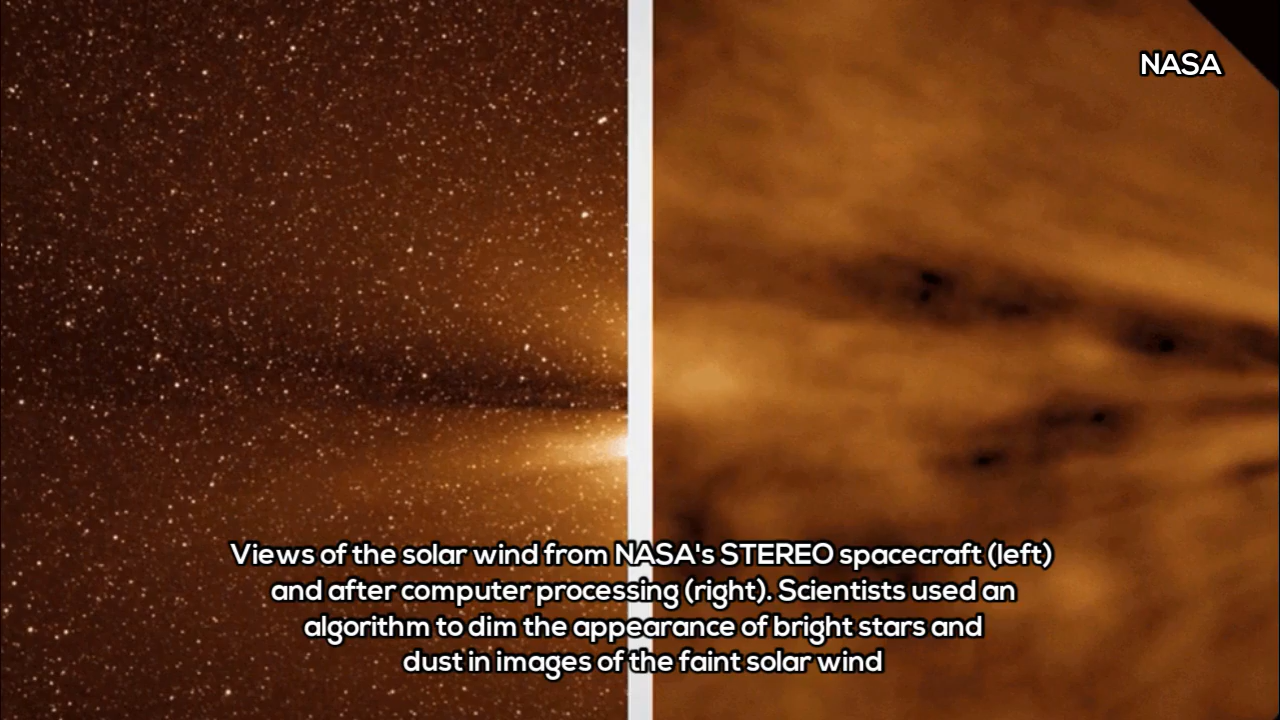 NASA
Views of the solar wind from NASA's STEREO spacecraft (left)
and after computer processing (right). Scientists used an
algorithm to dim the appearance of bright stars and
dust in images of the faint solar wind